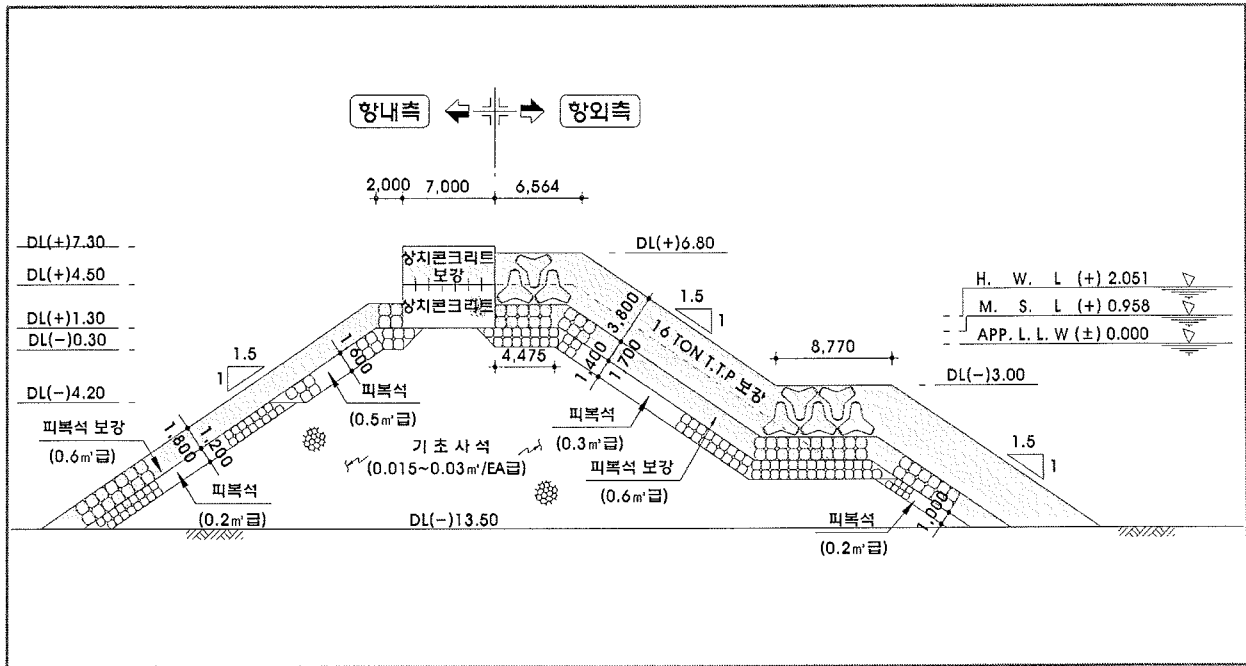 항내측
항외측
2,000 7,000 6,564
DL(+)7.30
DL(+)4.50
DL(+)1.30
DL(-)0.30
DL(-)4.20
상치콘크리트
보강
상치콘크리트
DL(+)6.80
H. W. L (+) 2.051
M. S. L (+) 0.958
APP. L. L. W (±) 0.000
1.5
1
3,800
16 TON T.T.P 보강
8,770
DL(-)3.00
1.5
1
1,600
4,475
1,400
1,700
피복석
(0.5㎥급)
피복석
(0.3㎥급)
1.5
1
피복석 보강
(0.6㎥급)
1,800
1,200
기초사석
(0.015~0.03㎥/EA급)
피복석 보강
(0.6㎥급)
피복석
(0.2㎥급)
DL(-)13.50
피복석
(0.2㎥급)
1,000